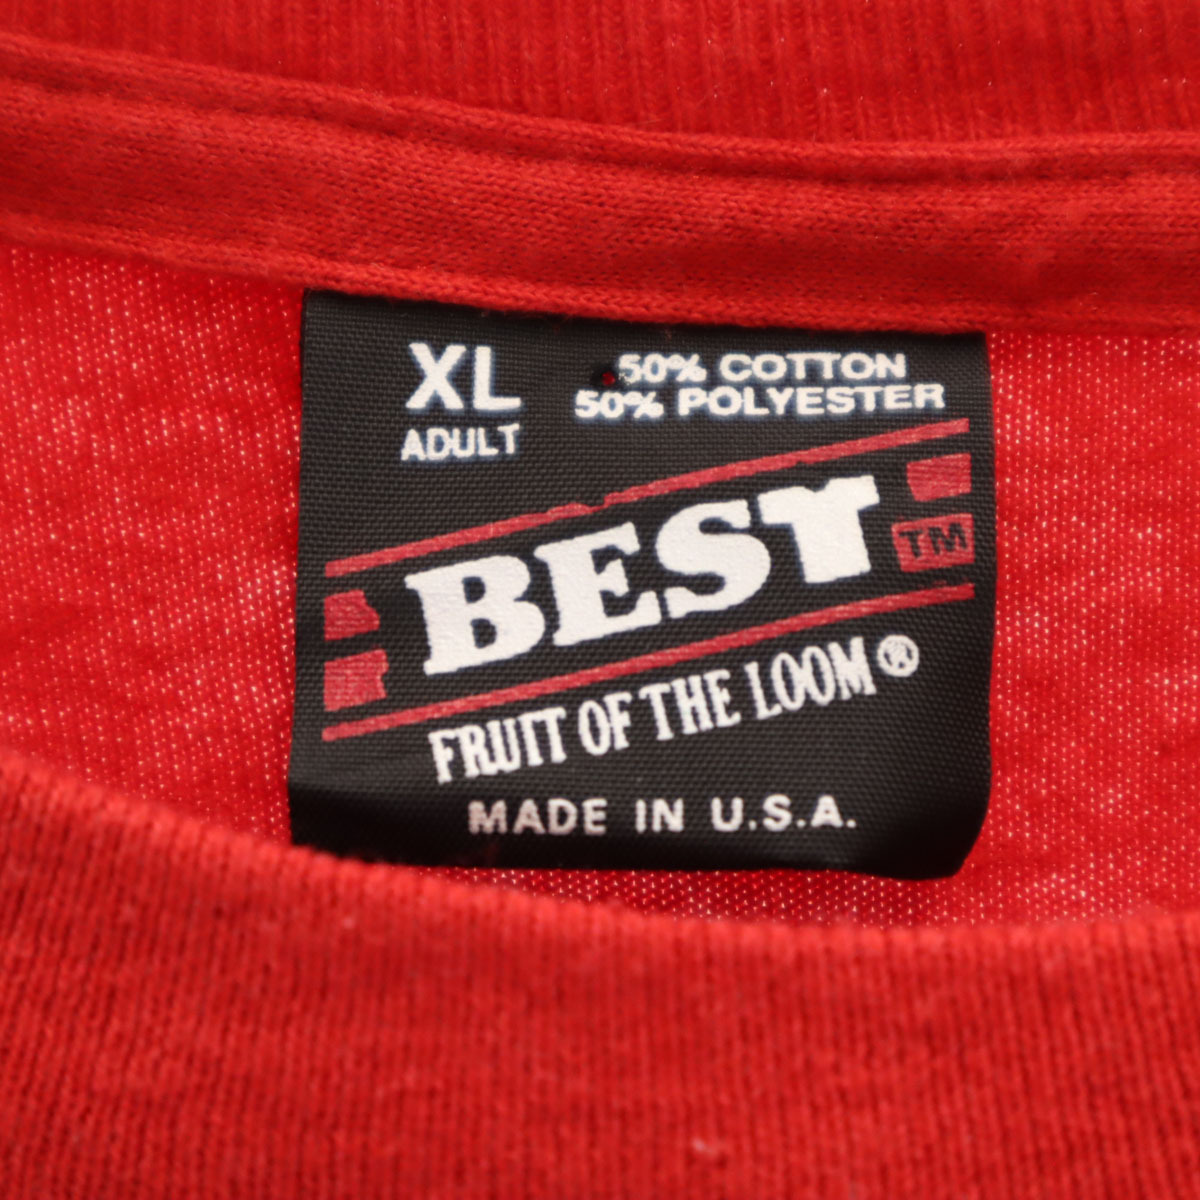 XL
ADULT
50% COTTON
50% POLYESTER
BEST
TM
FRUIT OF THE LOOM®
MADE IN U.S.A.